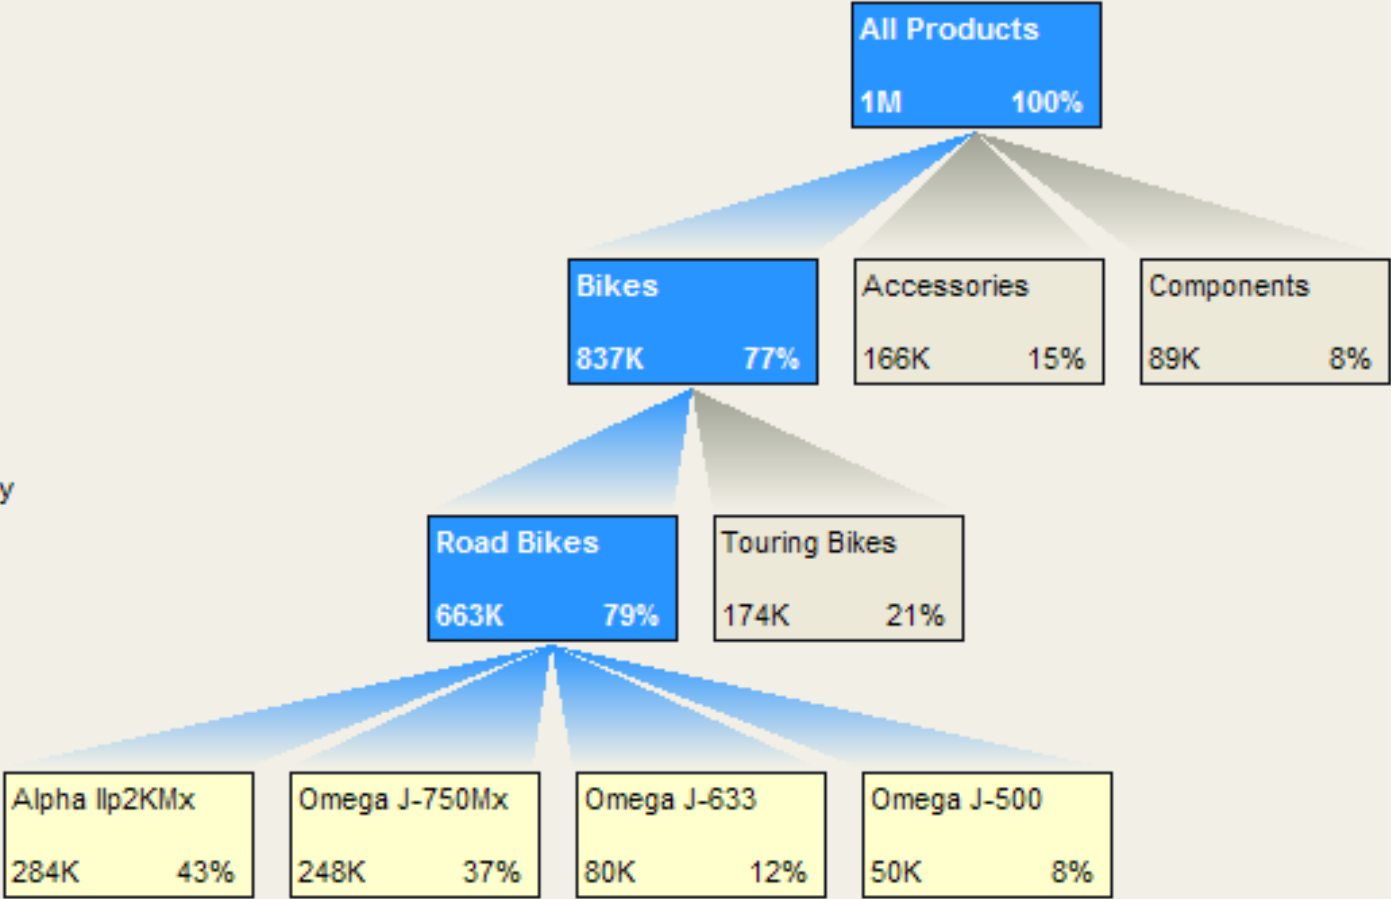 All Products
1M 100%
Bikes
837K 77%
Accessories
166K 15%
Components
89K 8%
y
Road Bikes
663K 79%
Touring Bikes
174K 21%
Alpha IIp2KMx
284K 43%
Omega J-750Mx
248K 37%
Omega J-633
80K 12%
Omega J-500
50K 8%